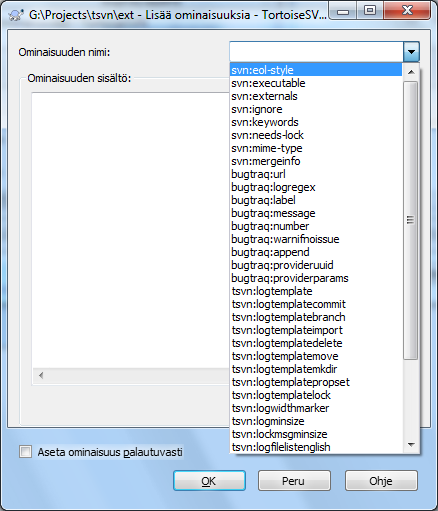 G:\Projects\tsvn\ext - Lisää ominaisuuksia - TortoiseSV...
Ominaisuuden nimi:
Ominaisuuden sisältö:
svn:eol-style
svn:executable
svn:externals
svn:ignore
svn:keywords
svn:needs-lock
svn:mime-type
svn:mergeinfo
bugtraq:url
bugtraq:logregex
bugtraq:label
bugtraq:message
bugtraq:number
bugtraq:warnifnoissue
bugtraq:append
bugtraq:provideruuid
bugtraq:providerparams
tsvn:logtemplate
tsvn:logtemplatecommit
tsvn:logtemplatebranch
tsvn:logtemplateimport
tsvn:logtemplatedelete
tsvn:logtemplatemove
tsvn:logtemplatemkdir
tsvn:logtemplatepropset
tsvn:logtemplatelock
tsvn:logwidthmarker
tsvn:logminsize
tsvn:lockmsgminsize
tsvn:logfilelistenglish
Aseta ominaisuus palautuvasti
OK
Peru
Ohje